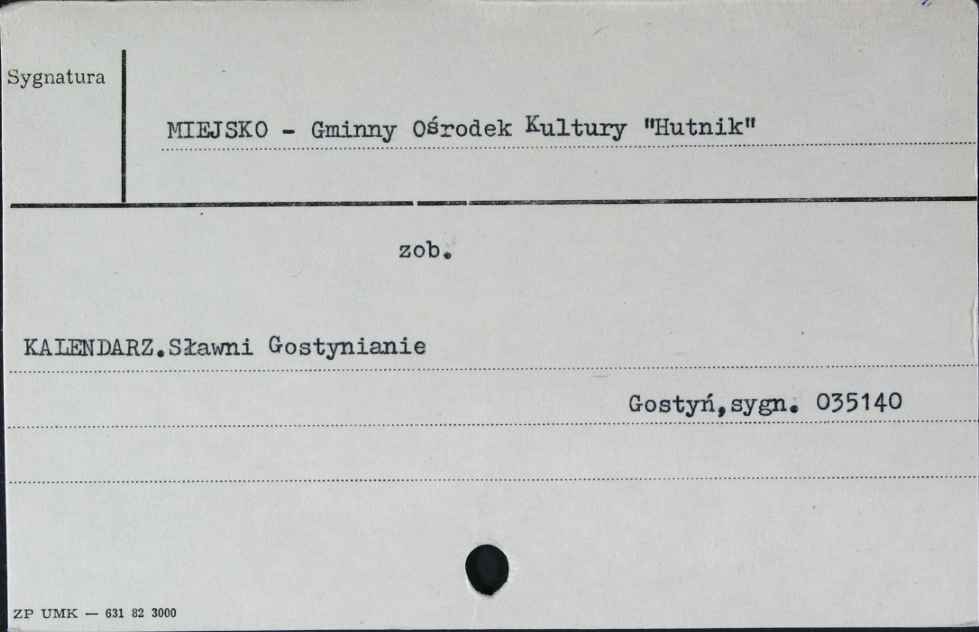 Sygnatura
MIEJSKO - Gminny Ośrodek Kultury "Hutnik"
zob.
KALENDARZ.Sławni Gostynianie
Gostyń,sygn. 035140
ZP UMK — 631 82 3000